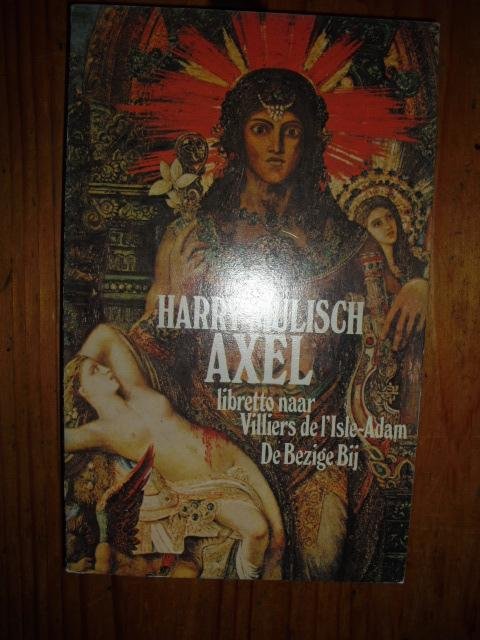 HARRY MULISCH
AXEL
libretto naar
Villiers de l'Isle-Adam
De Bezige Bij